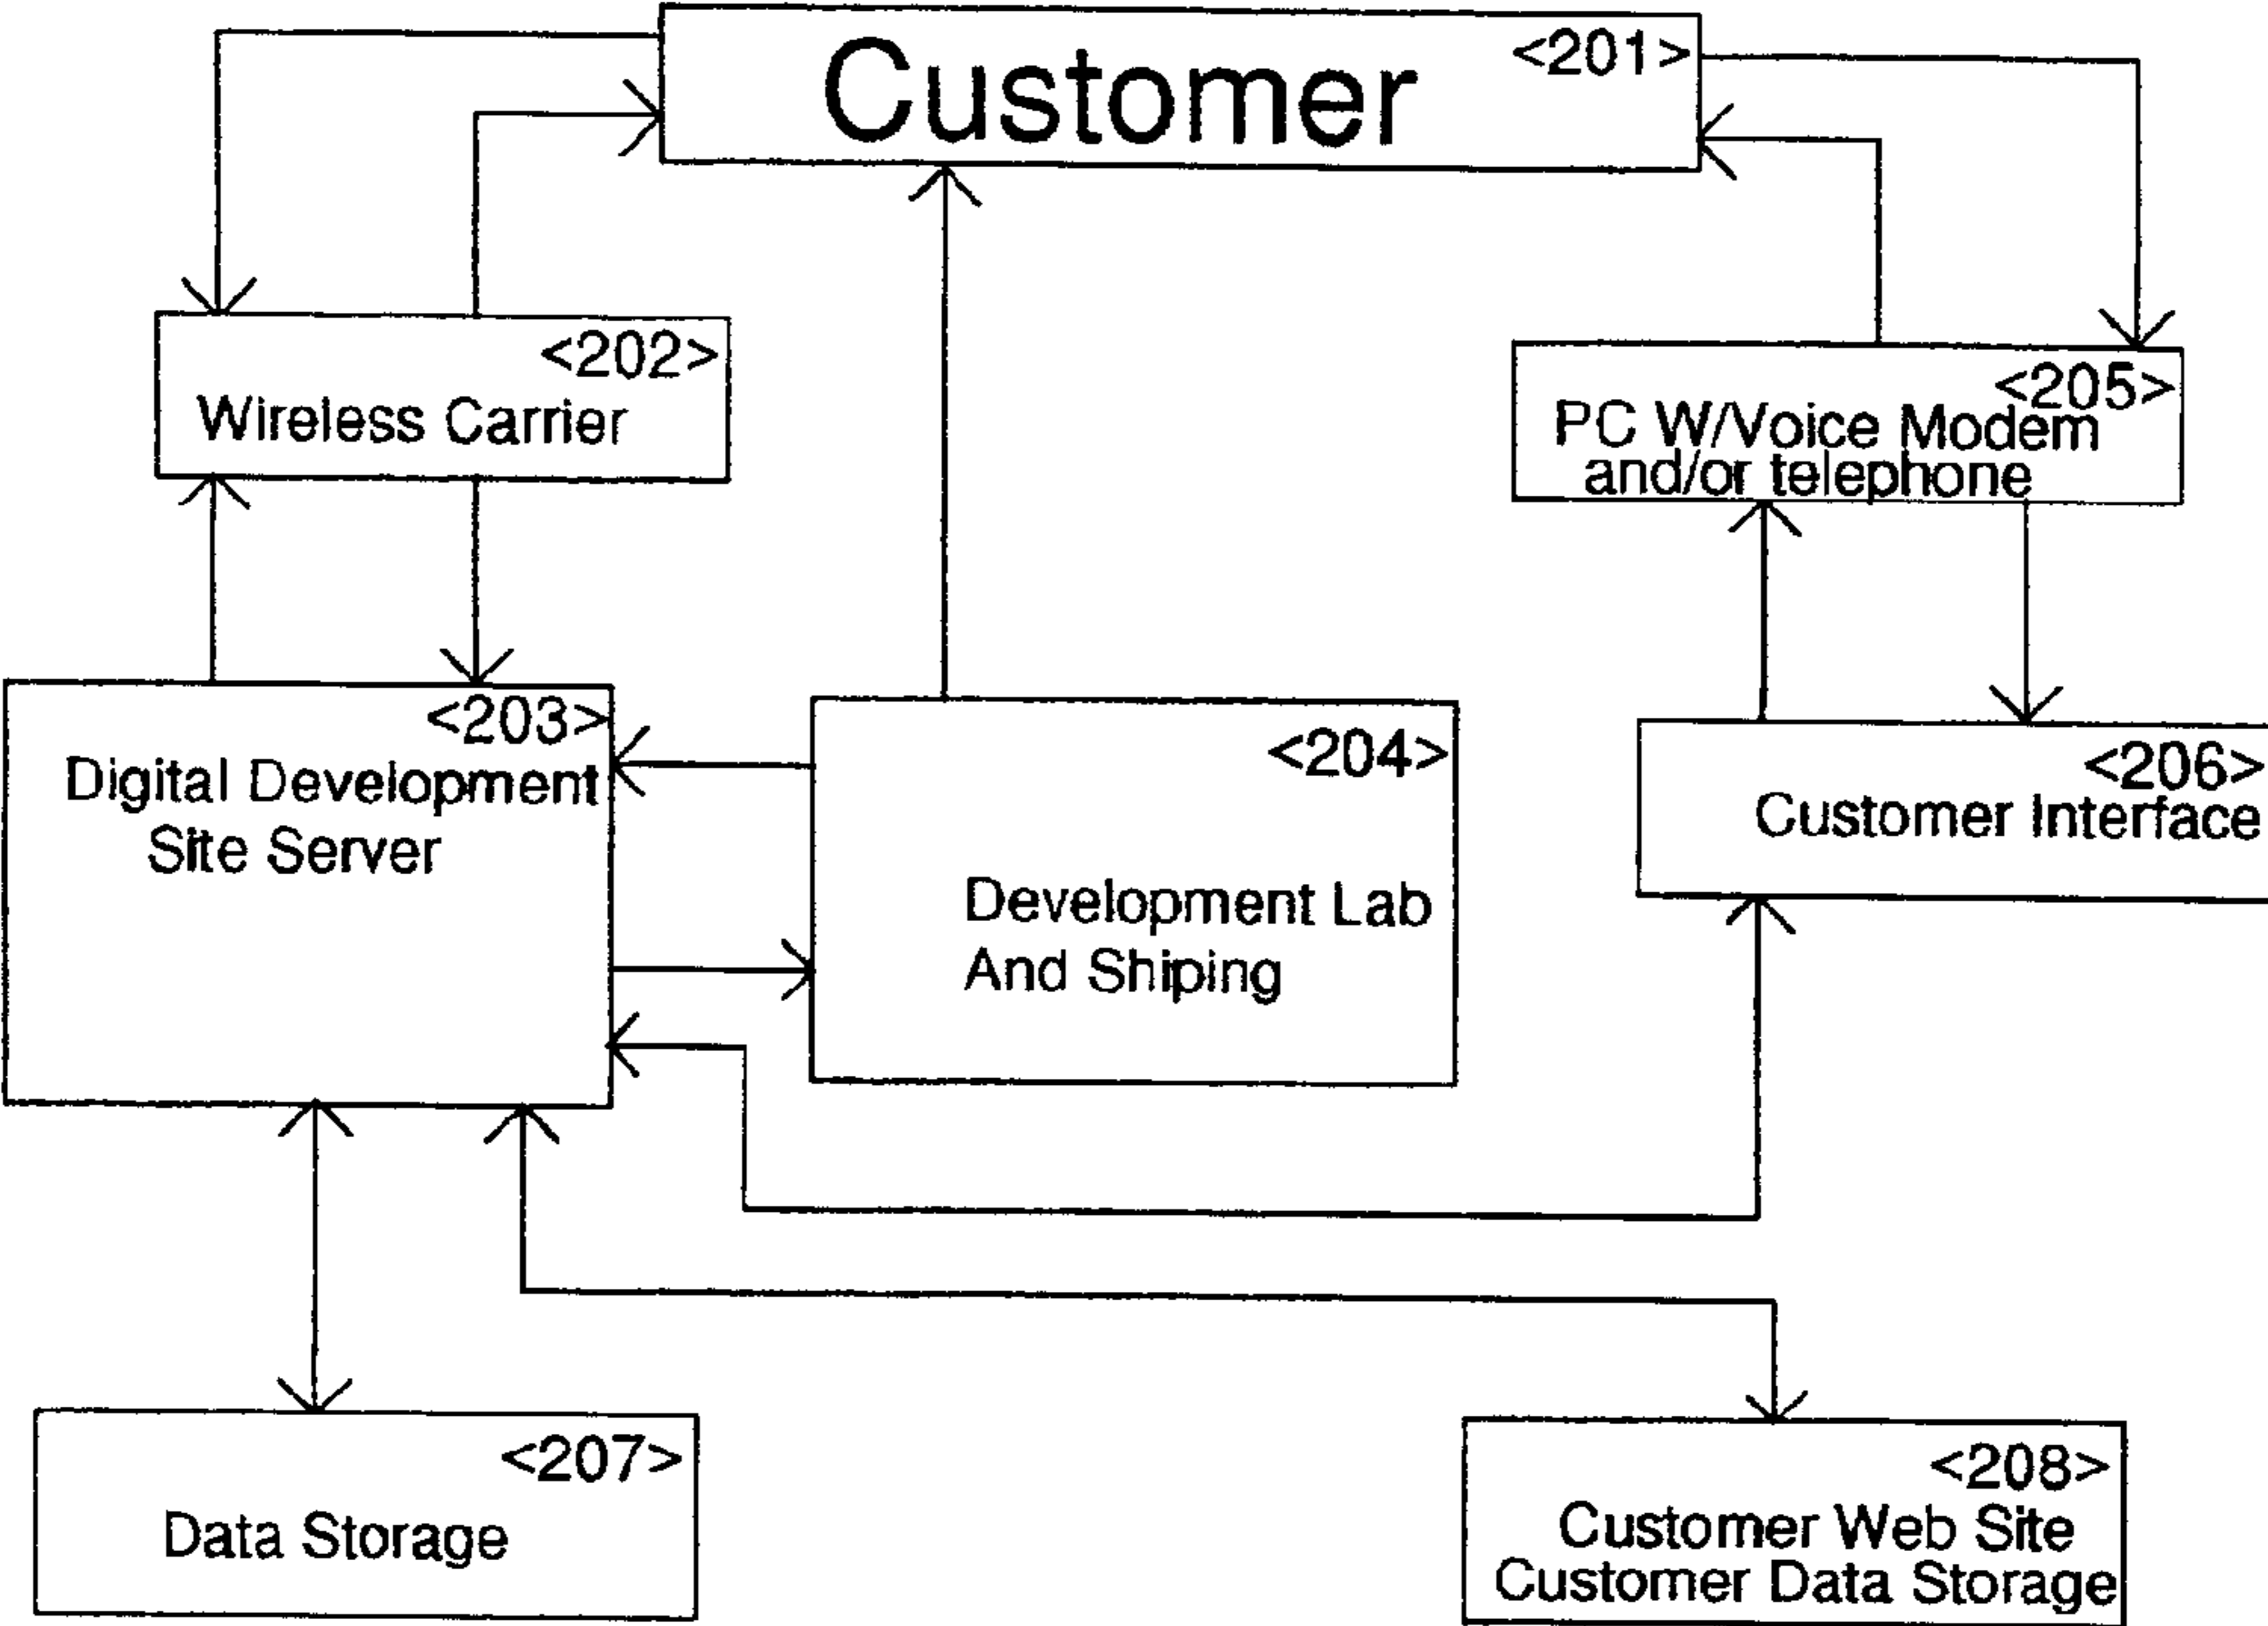 <201>
Customer
<202>
Wireless Carrier
<205>
PC W/Voice Modem
and/or telephone
<203>
Digital Development
Site Server
<204>
Development Lab
And Shiping
<206>
Customer Interface
<207>
Data Storage
<208>
Customer Web Site
Customer Data Storage